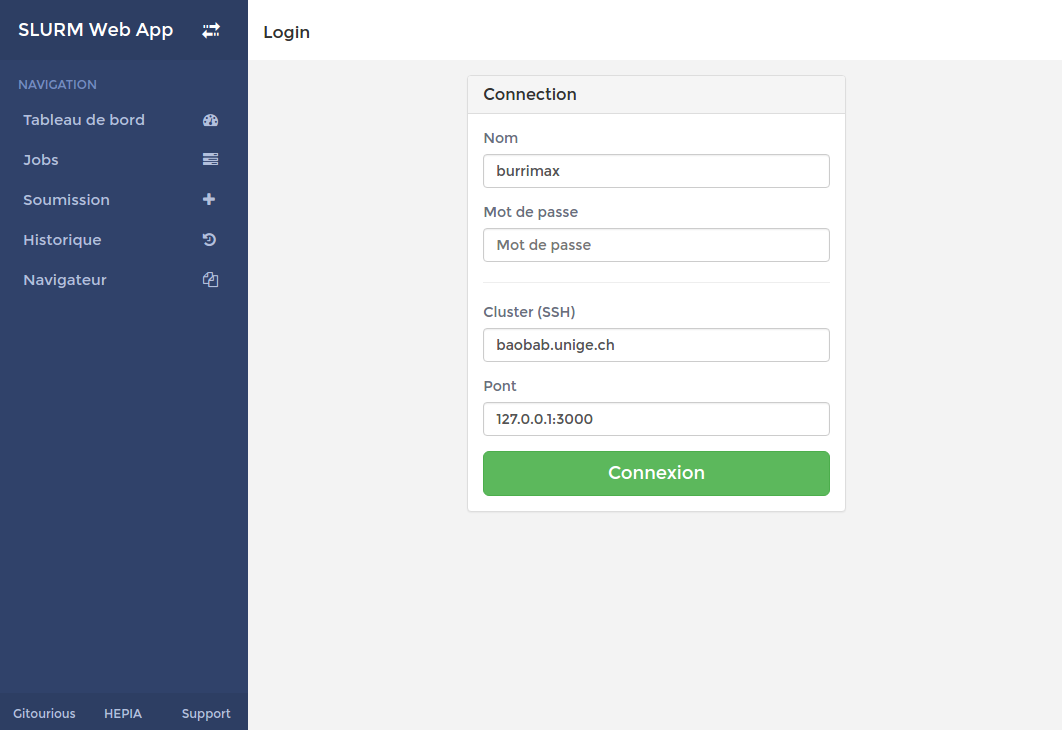 SLURM Web App
Login
NAVIGATION
Tableau de bord
Jobs
Soumission
Historique
Navigateur
Connection
Nom
burrimax
Mot de passe
Mot de passe
Cluster (SSH)
baobab.unige.ch
Pont
127.0.0.1:3000
Connexion
Gitourious HEPIA Support